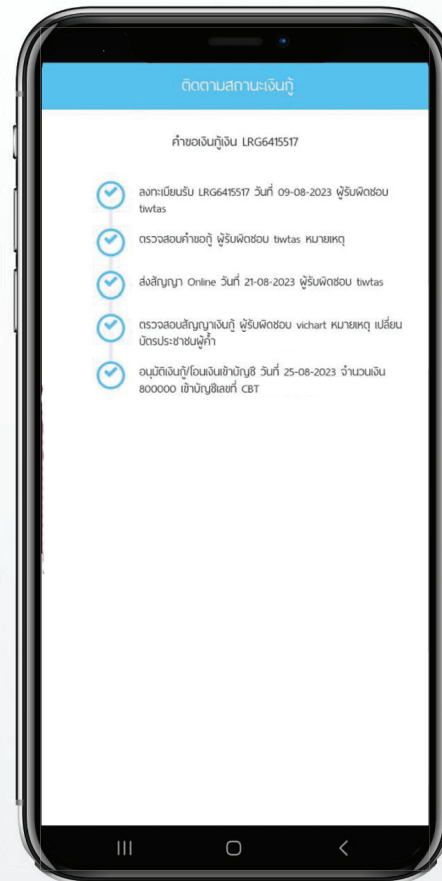 ติดตามสถานะเงินกู้
คำขอเงินกู้เงิน LRG6415517
ลงทะเบียนรับ LRG6415517 วันที่ 09-08-2023 ผู้รับผิดชอบ
tiwtas
ตรวจสอบคำขอกู้ ผู้รับผิดชอบ tiwtas หมายเหตุ
ส่งสัญญา Online วันที่ 21-08-2023 ผู้รับผิดชอบ tiwtas
ตรวจสอบสัญญาเงินกู้ ผู้รับผิดชอบ vichart หมายเหตุ เปลี่ยน
บัตรประชาชนผู้ค้ำ
อนุมัติเงินกู้/โอนเงินเข้าบัญชี วันที่ 25-08-2023 จำนวนเงิน
800000 เข้าบัญชีเลขที่ CBT